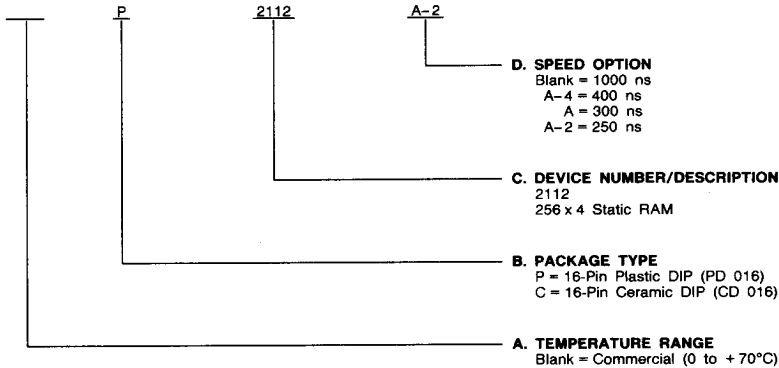 P 2112 A-2
D. SPEED OPTION
Blank = 1000 ns
A-4 = 400 ns
A = 300 ns
A-2 = 250 ns
C. DEVICE NUMBER/DESCRIPTION
2112
256 x 4 Static RAM
B. PACKAGE TYPE
P = 16-Pin Plastic DIP (PD 016)
C = 16-Pin Ceramic DIP (CD 016)
A. TEMPERATURE RANGE
Blank = Commercial (0 to +70°C)